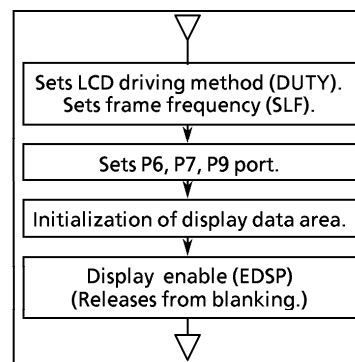 Sets LCD driving method (DUTY).
Sets frame frequency (SLF).
Sets P6, P7, P9 port.
Initialization of display data area.
Display enable (EDSP)
(Releases from blanking.)